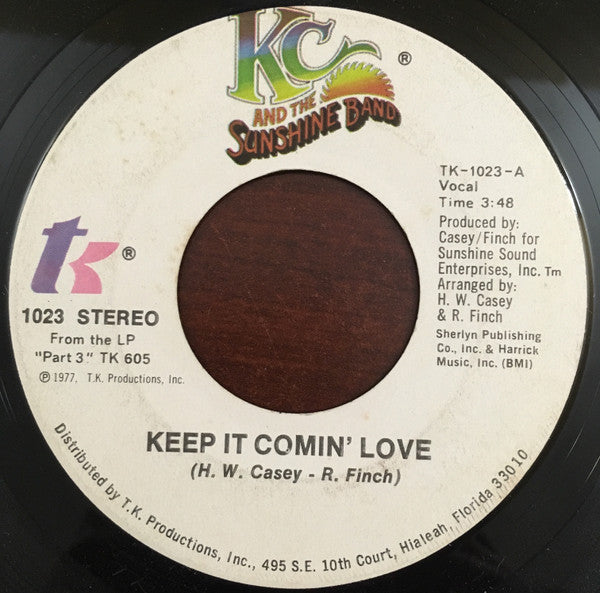 KC ®
AND THE
SUNSHINE BAND
TK-1023-A
Vocal
Time 3:48
Produced by:
Casey/Finch for
Sunshine Sound
Enterprises, Inc. Tm
Arranged by:
H. W. Casey
& R. Finch
Sherlyn Publishing
Co., Inc. & Harrick
Music, Inc. (BMI)
tk ®
1023 STEREO
From the LP
"Part 3" TK 605
℗ 1977, T.K. Productions, Inc.
KEEP IT COMIN' LOVE
(H. W. Casey - R. Finch)
Distributed by T.K. Productions, Inc., 495 S.E. 10th Court, Hialeah, Florida 33010